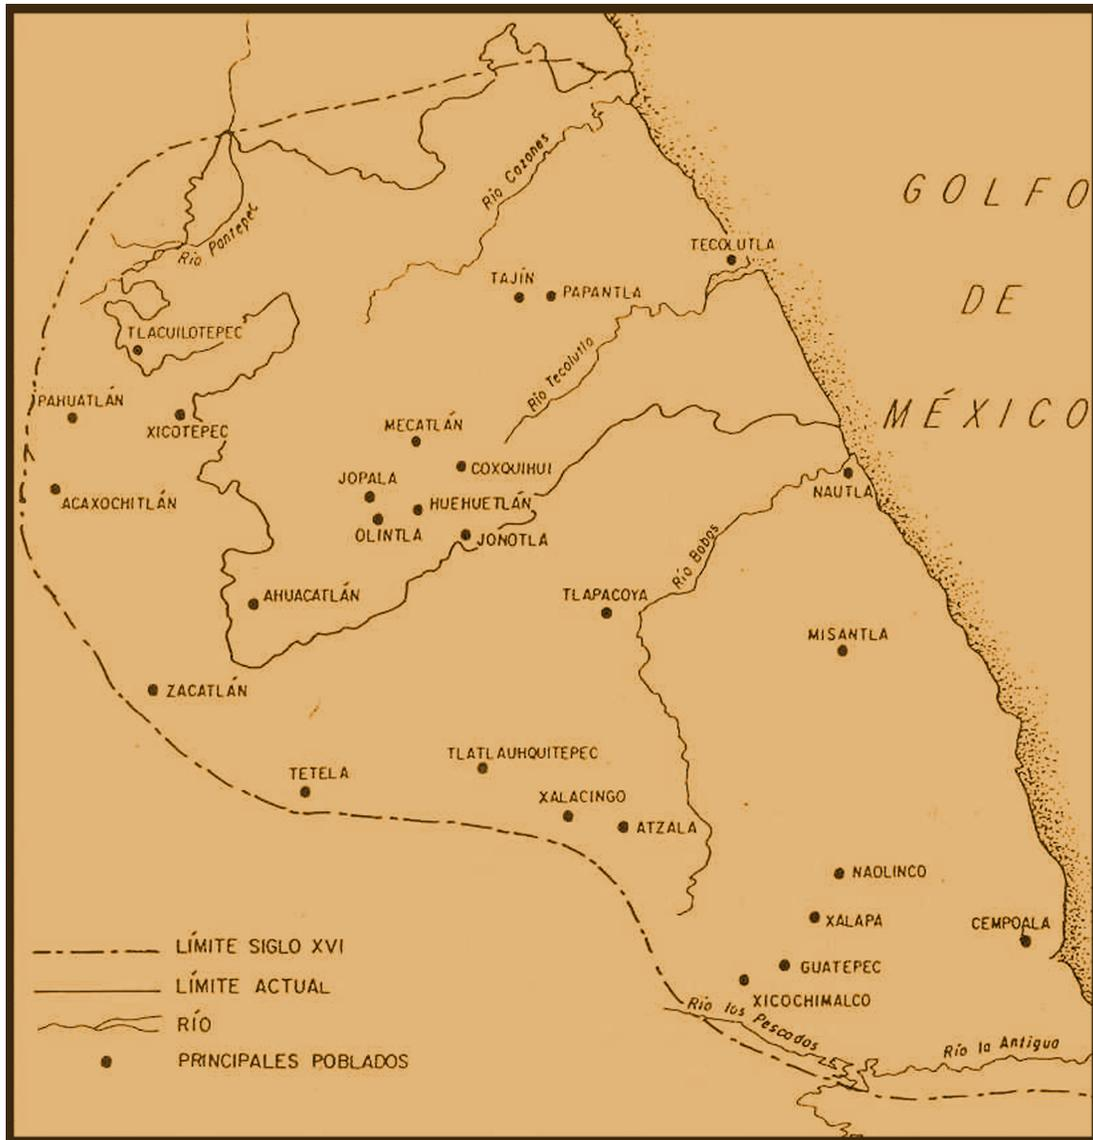 GOLFO
DE
MÉXICO
Río Cazones
Río Pantepec
TECOLUTLA
TAJÍN
PAPANTLA
TLACUILOTEPEC
Río Tecolutla
PAHUATLÁN
XICOTEPEC
MECATLÁN
COXQUIHUI
JOPALA
HUEHUETLÁN
OLINTLA
JONOTLA
ACAXOCHITLÁN
NAUTLA
Río Bobos
AHUACATLÁN
TLAPACOYA
MISANTLA
ZACATLÁN
TLATLAUHQUITEPEC
TETELA
XALACINGO
ATZALA
NAOLINCO
XALAPA
CEMPOALA
GUATEPEC
XICOCHIMALCO
Río los Pescados
Río la Antigua
LÍMITE SIGLO XVI
LÍMITE ACTUAL
RÍO
PRINCIPALES POBLADOS